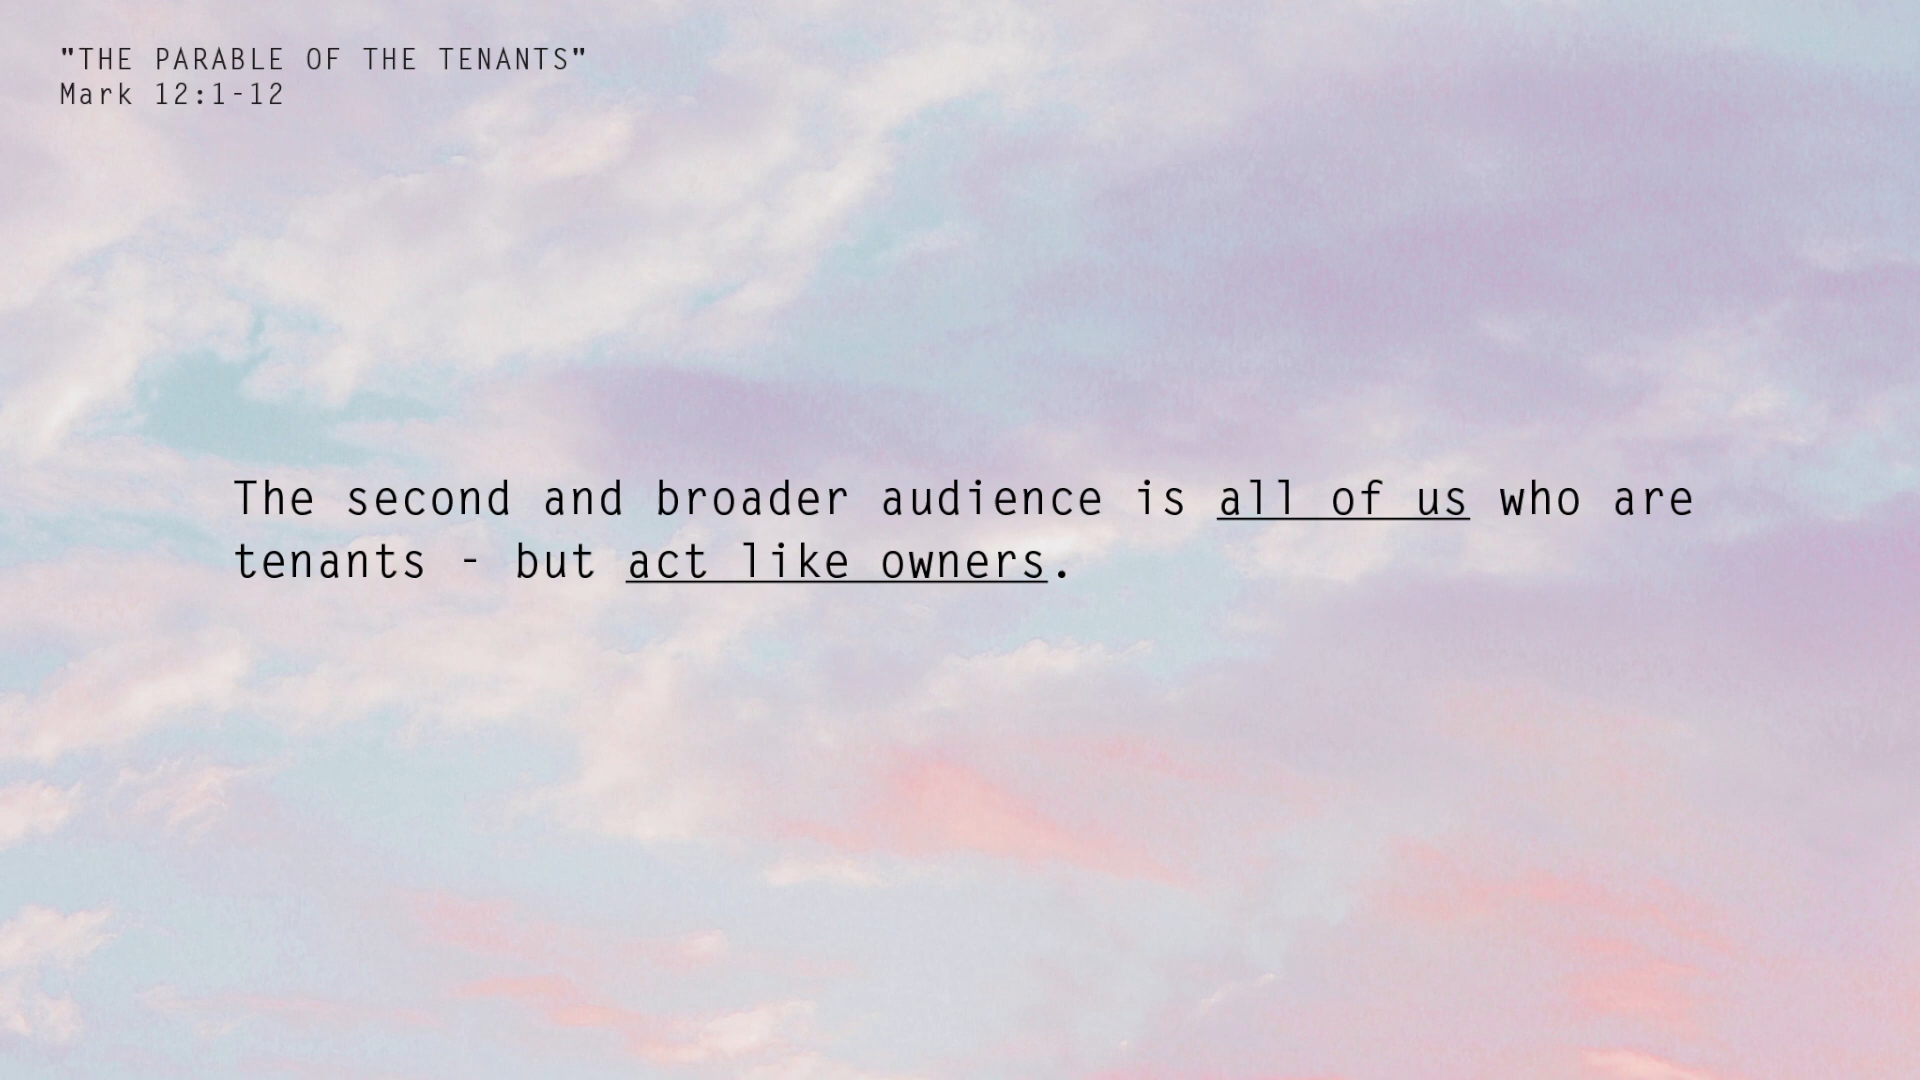 "THE PARABLE OF THE TENANTS"
Mark 12:1-12
The second and broader audience is all of us who are
tenants - but act like owners.